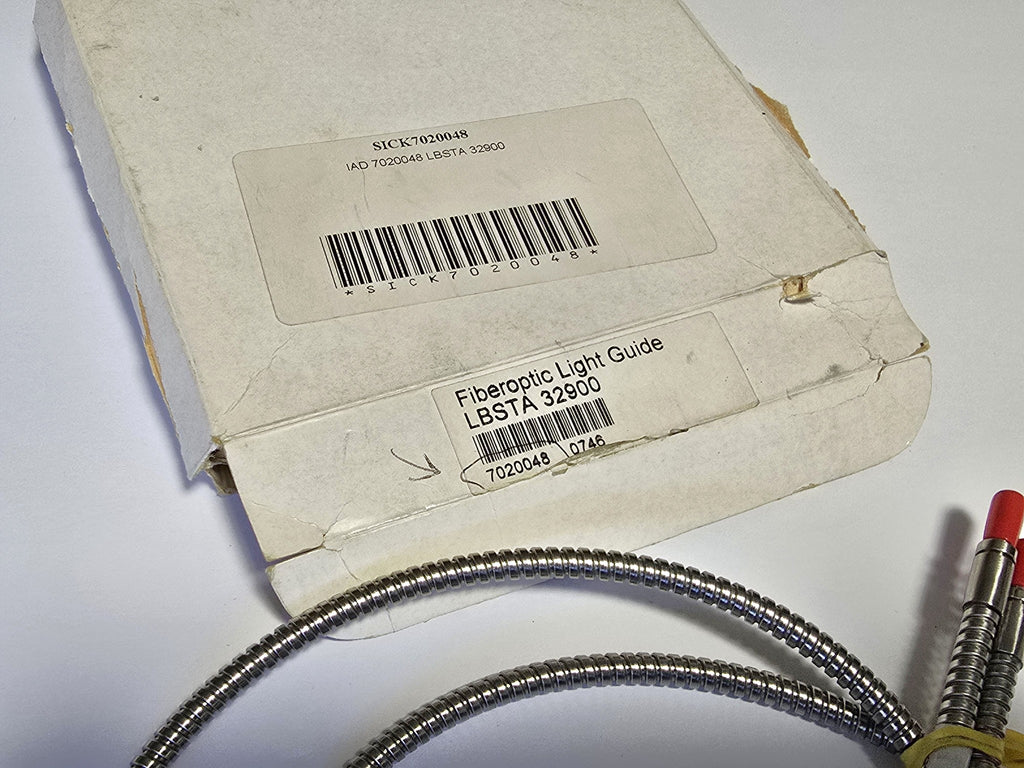 SICK7020048
IAD 7020048 LBSTA 32900
*SICK7020048*
Fiberoptic Light Guide
LBSTA 32900
7020048 0746